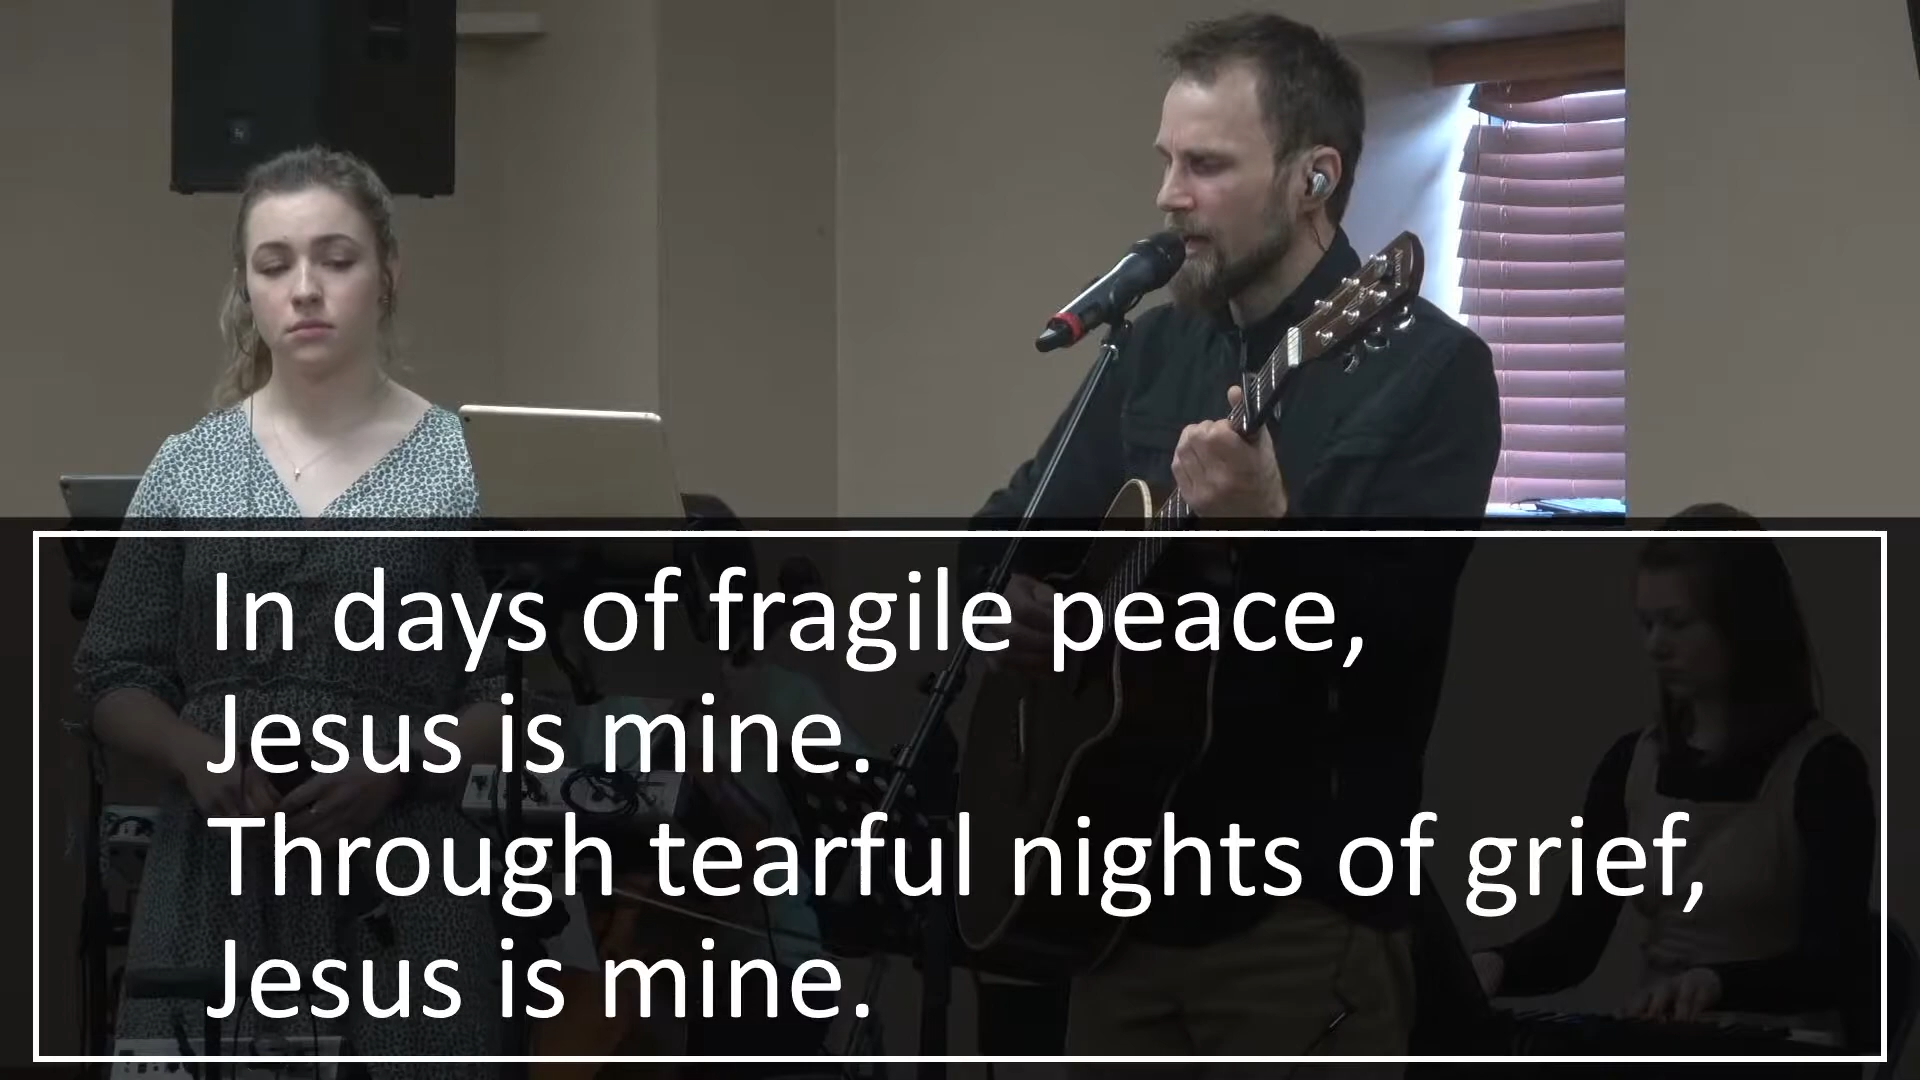 In days of fragile peace,
Jesus is mine.
Through tearful nights of grief,
Jesus is mine.